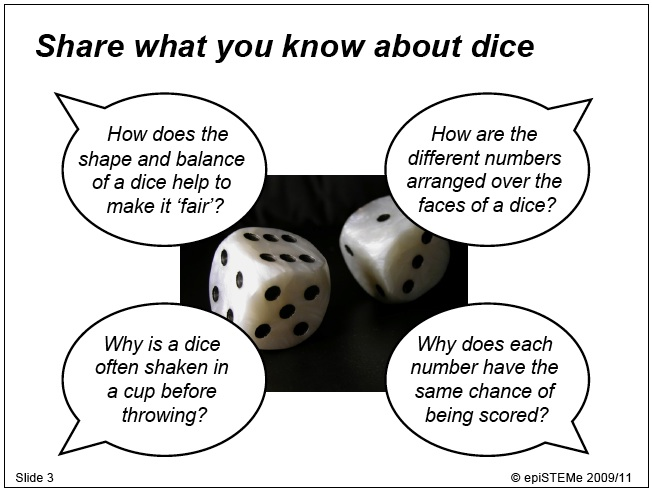 Share what you know about dice
How does the
shape and balance
of a dice help to
make it ‘fair’?
How are the
different numbers
arranged over the
faces of a dice?
Why is a dice
often shaken in
a cup before
throwing?
Why does each
number have the
same chance of
being scored?
Slide 3
© epiSTEMe 2009/11